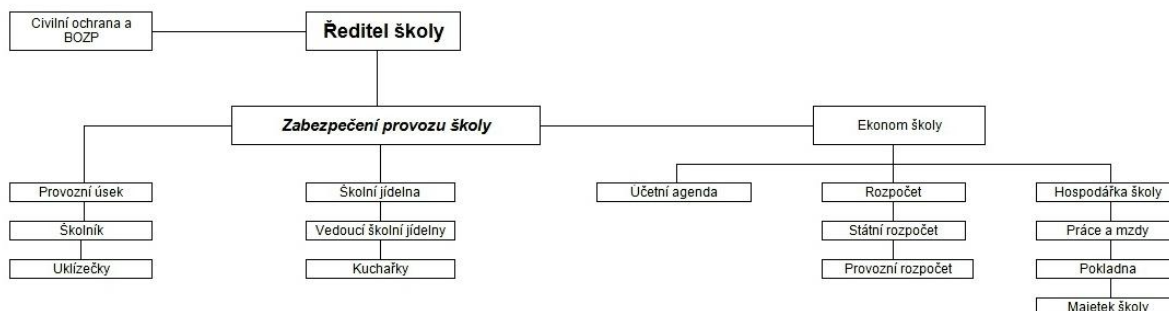 Civilní ochrana a
BOZP
Ředitel školy
Zabezpečení provozu školy
Ekonom školy
Provozní úsek
Školní jídelna
Účetní agenda
Rozpočet
Hospodářka školy
Školník
Vedoucí školní jídelny
Státní rozpočet
Práce a mzdy
Uklízečky
Kuchařky
Provozní rozpočet
Pokladna
Majetek školy